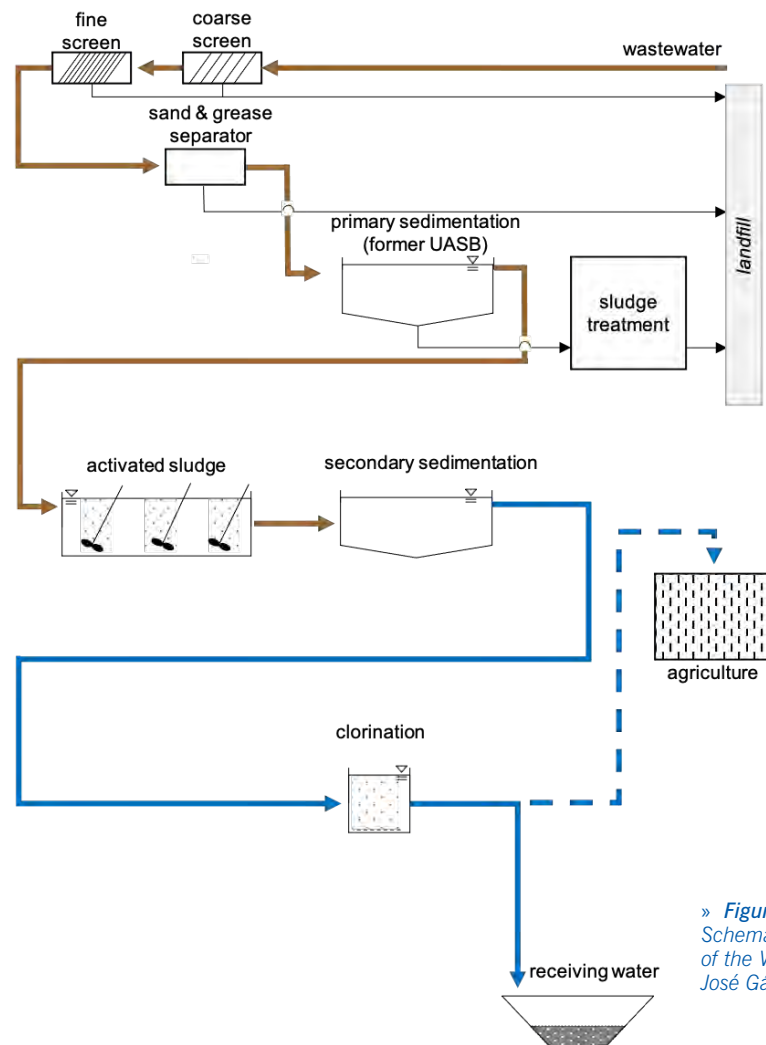 fine
screen
coarse
screen
wastewater
sand & grease
separator
primary sedimentation
(former UASB)
sludge
treatment
landfill
activated sludge
secondary sedimentation
agriculture
clorination
» Figur
Schema
of the V
José Gá
receiving water